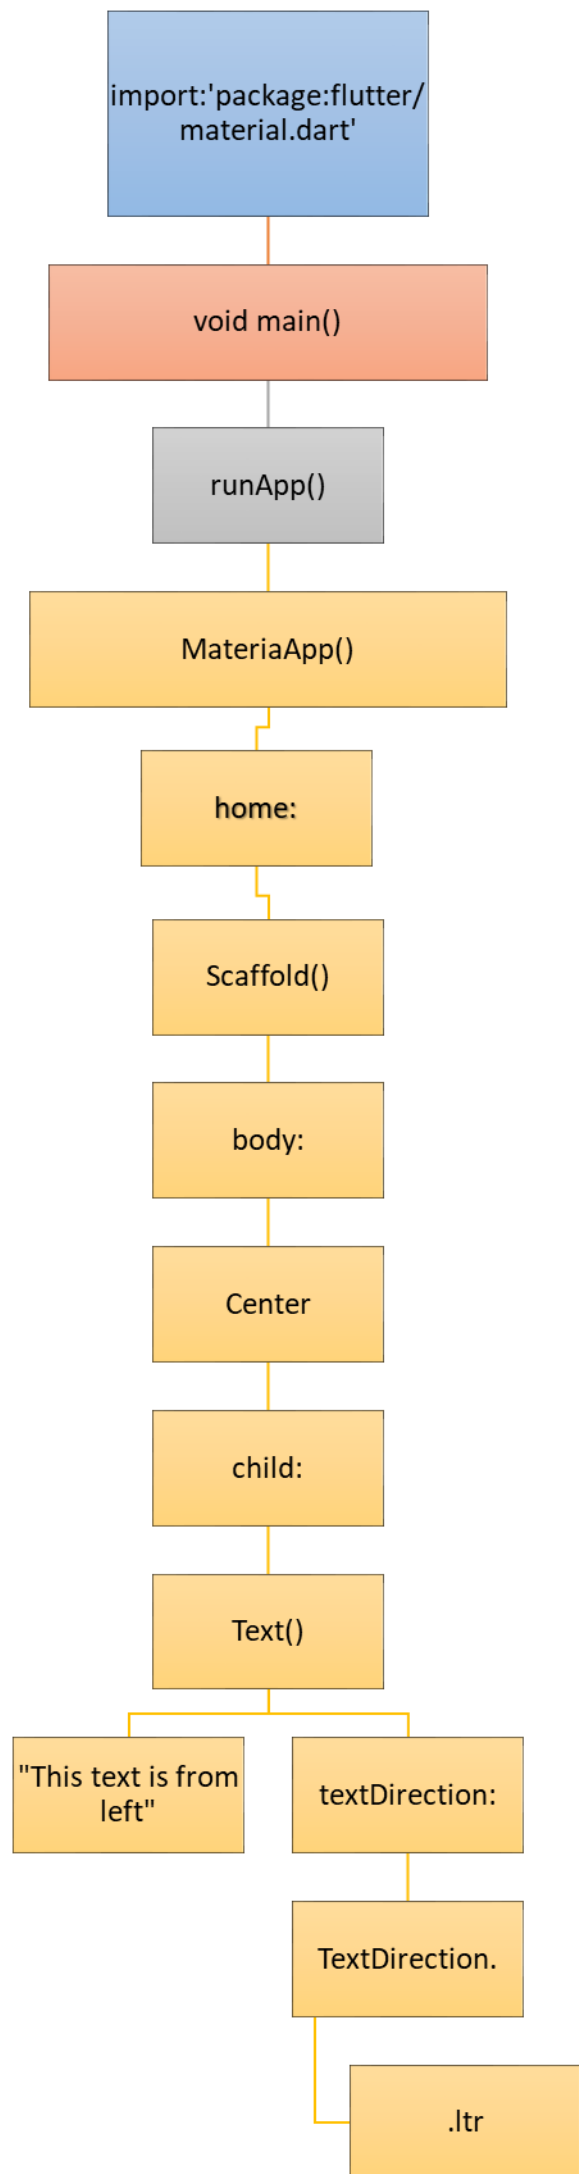 import:'package:flutter/
material.dart'
void main()
runApp()
MateriaApp()
home:
Scaffold()
body:
Center
child:
Text()
"This text is from
left"
textDirection:
TextDirection.
.ltr